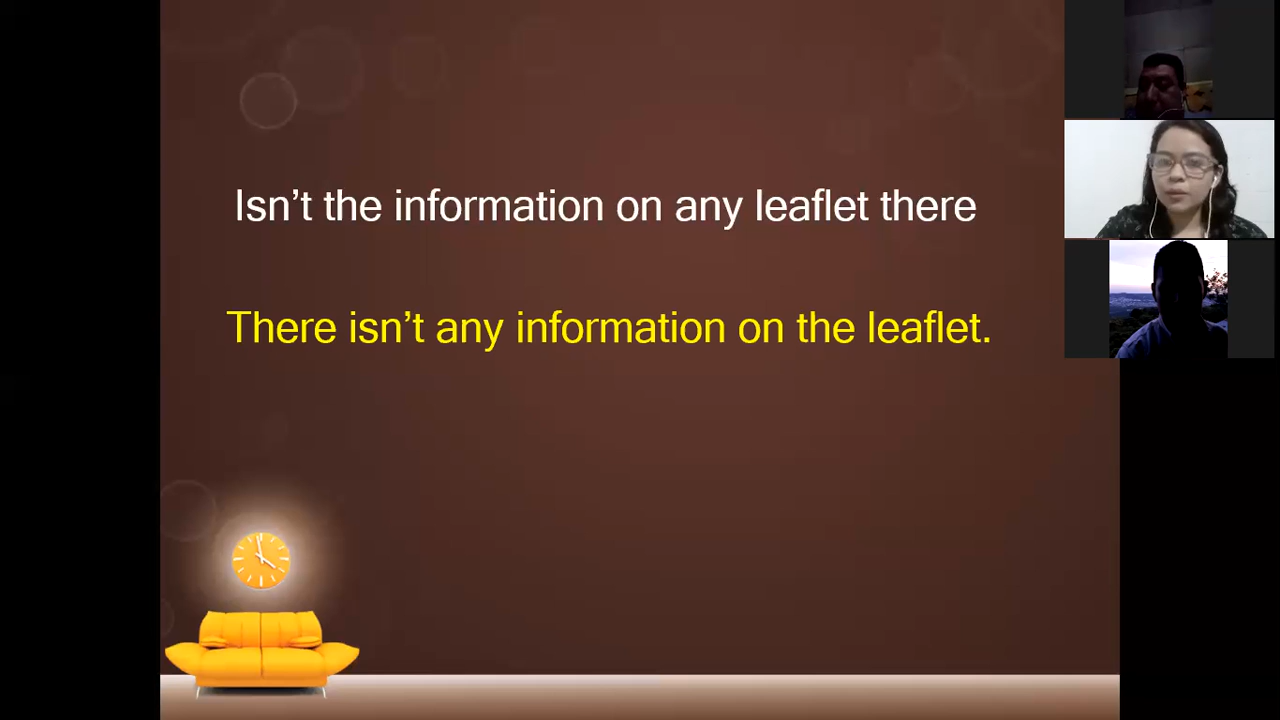 Isn’t the information on any leaflet there
There isn’t any information on the leaflet.